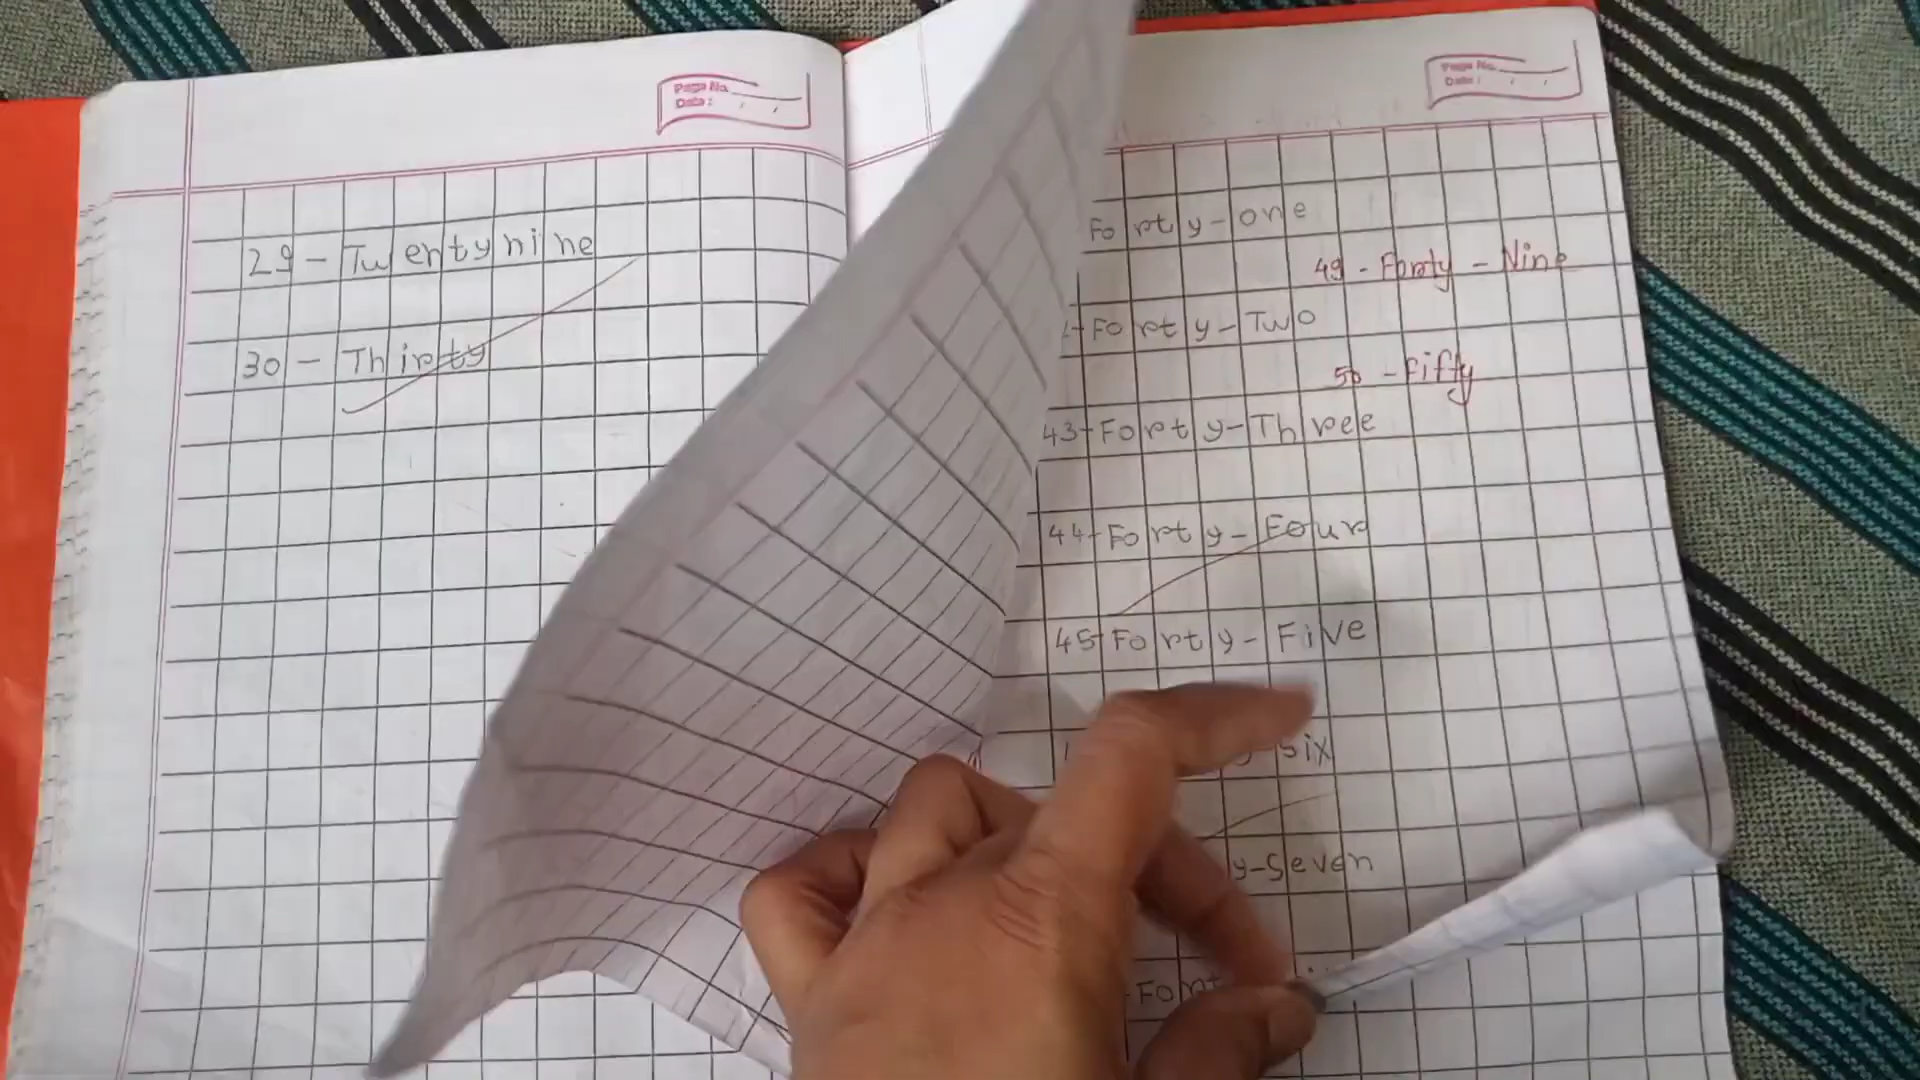 Page No.
Date :
29 - Twentynine
30 - Thirty
Page No.
Date :
Forty-one
49 - Forty - Nine
-Forty-Two
50 - Fifty
43-Forty-Three
44-Forty-Four
45-Forty-Five
six
y-seven